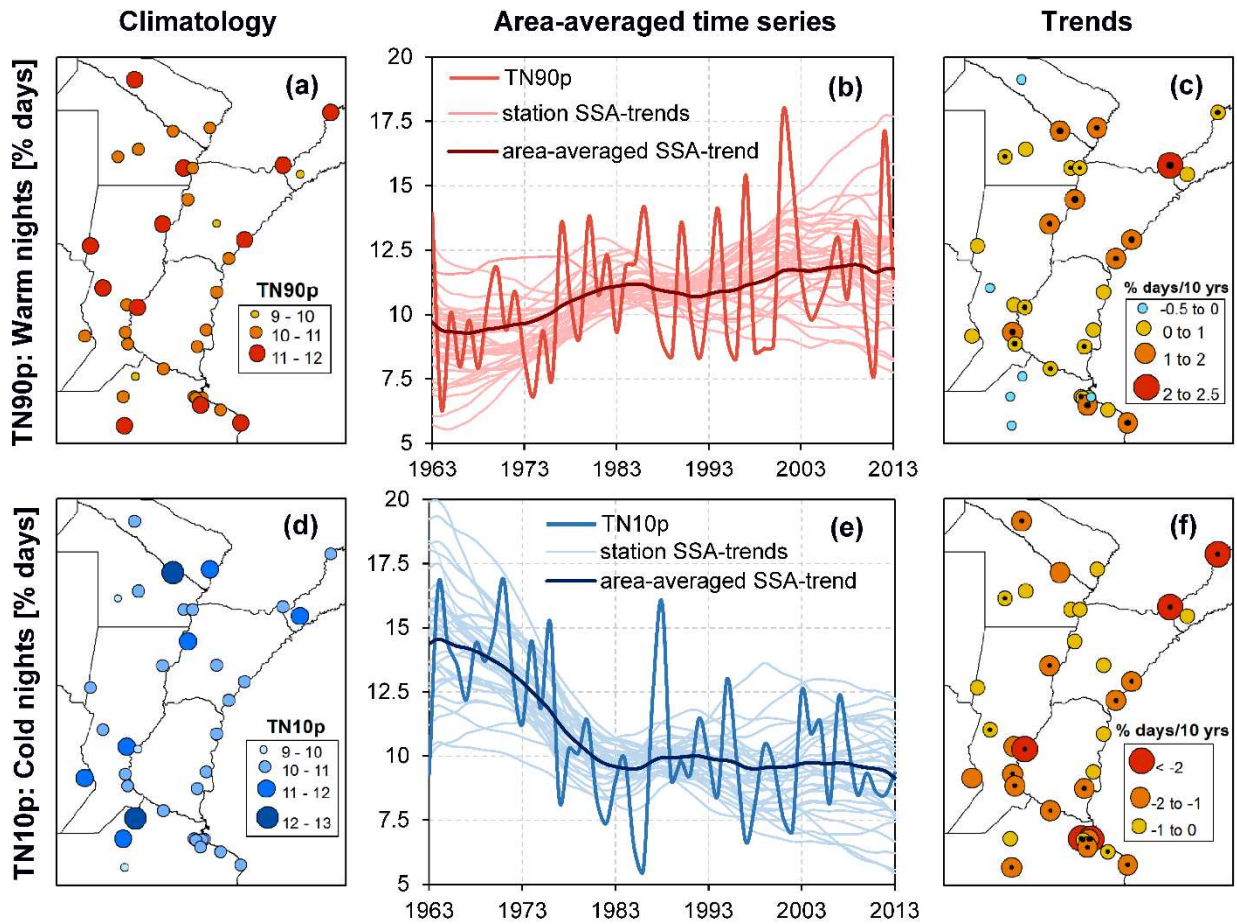 Climatology
Area-averaged time series
Trends
TN90p: Warm nights [% days]
(a)
TN90p
9 - 10
10 - 11
11 - 12
20
17.5
15
12.5
10
7.5
5
1963
1973
1983
1993
2003
2013
TN90p
station SSA-trends
area-averaged SSA-trend
(b)
(c)
% days/10 yrs
-0.5 to 0
0 to 1
1 to 2
2 to 2.5
TN10p: Cold nights [% days]
(d)
TN10p
9 - 10
10 - 11
11 - 12
12 - 13
20
17.5
15
12.5
10
7.5
5
1963
1973
1983
1993
2003
2013
TN10p
station SSA-trends
area-averaged SSA-trend
(e)
(f)
% days/10 yrs
< -2
-2 to -1
-1 to 0